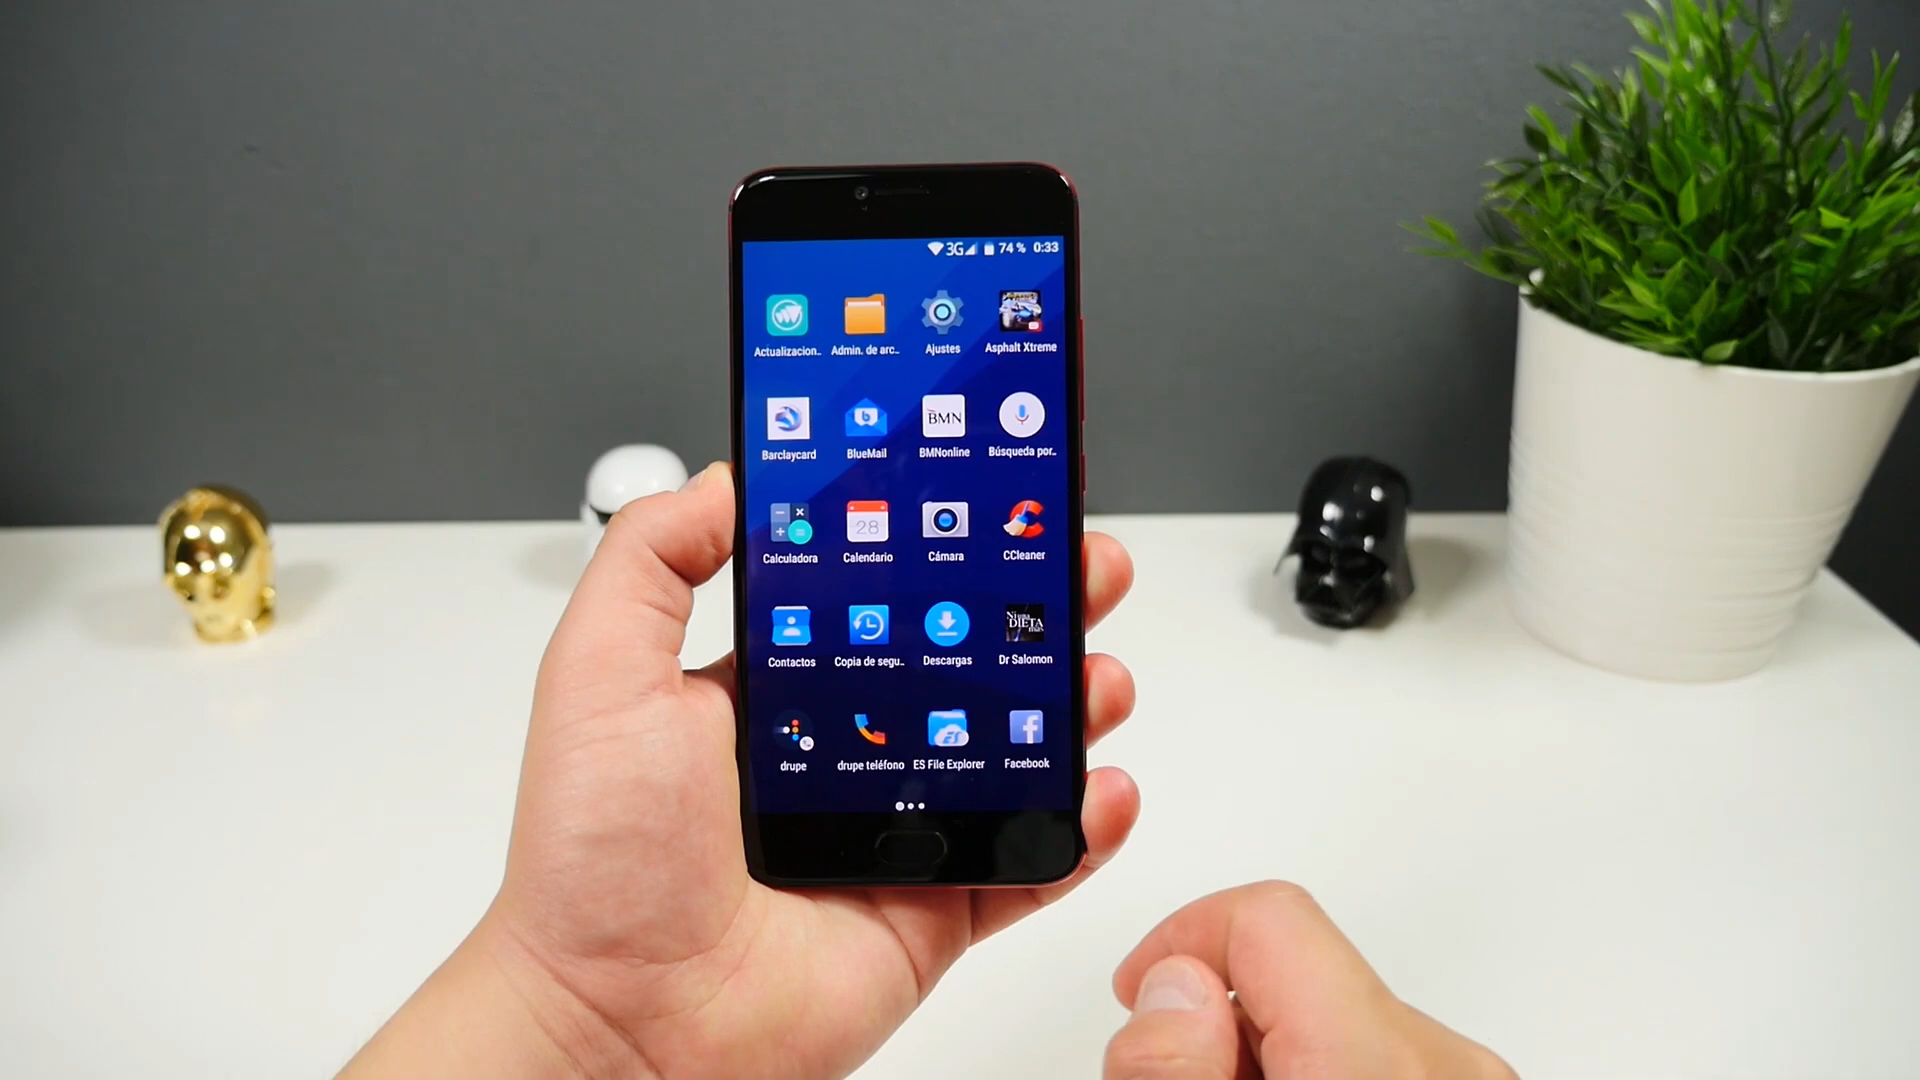 3G 74 % 0:33
Actualizacion.. Admin. de arc.. Ajustes Asphalt Xtreme
BMN
Barclaycard BlueMail BMNonline Búsqueda por..
28
Calculadora Calendario Cámara CCleaner
DIETA
Contactos Copia de segu.. Descargas Dr Salomon
ES
drupe drupe teléfono ES File Explorer Facebook